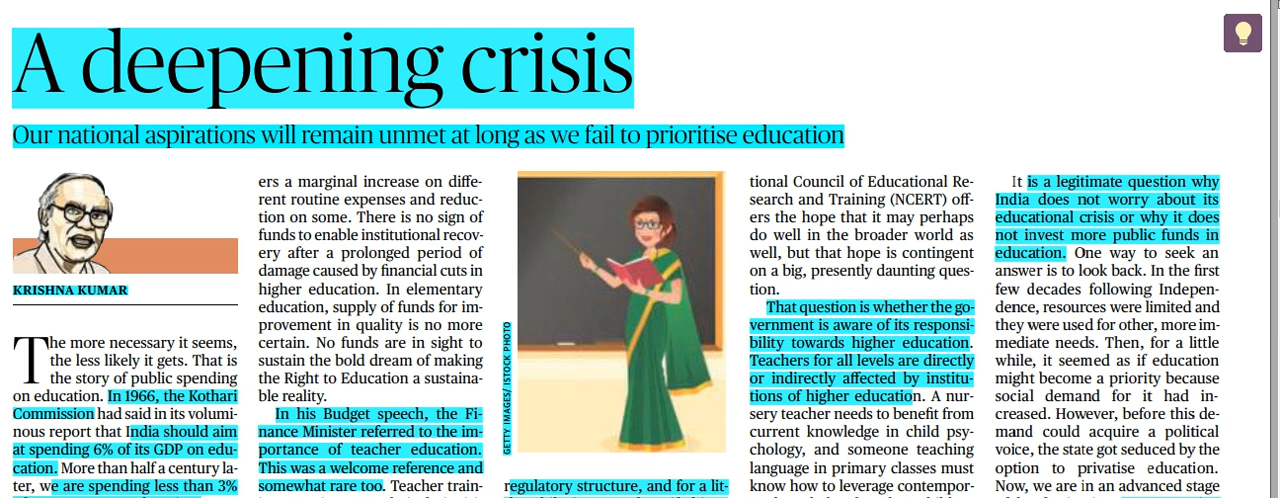 A deepening crisis
Our national aspirations will remain unmet at long as we fail to prioritise education
KRISHNA KUMAR
The more necessary it seems,
the less likely it gets. That is
the story of public spending
on education. In 1966, the Kothari
Commission had said in its volumi-
nous report that India should aim
at spending 6% of its GDP on edu-
cation. More than half a century la-
ter, we are spending less than 3%
ers a marginal increase on diffe-
rent routine expenses and reduc-
tion on some. There is no sign of
funds to enable institutional recov-
ery after a prolonged period of
damage caused by financial cuts in
higher education. In elementary
education, supply of funds for im-
provement in quality is no more
certain. No funds are in sight to
sustain the bold dream of making
the Right to Education a sustaina-
ble reality.
In his Budget speech, the Fi-
nance Minister referred to the im-
portance of teacher education.
This was a welcome reference and
somewhat rare too. Teacher train-
GETTY IMAGES/ISTOCK PHOTO
regulatory structure, and for a lit-
tional Council of Educational Re-
search and Training (NCERT) off-
ers the hope that it may perhaps
do well in the broader world as
well, but that hope is contingent
on a big, presently daunting ques-
tion.
That question is whether the go-
vernment is aware of its responsi-
bility towards higher education.
Teachers for all levels are directly
or indirectly affected by institu-
tions of higher education. A nur-
sery teacher needs to benefit from
current knowledge in child psy-
chology, and someone teaching
language in primary classes must
know how to leverage contempor-
It is a legitimate question why
India does not worry about its
educational crisis or why it does
not invest more public funds in
education. One way to seek an
answer is to look back. In the first
few decades following Indepen-
dence, resources were limited and
they were used for other, more im-
mediate needs. Then, for a little
while, it seemed as if education
might become a priority because
social demand for it had in-
creased. However, before this de-
mand could acquire a political
voice, the state got seduced by the
option to privatise education.
Now, we are in an advanced stage